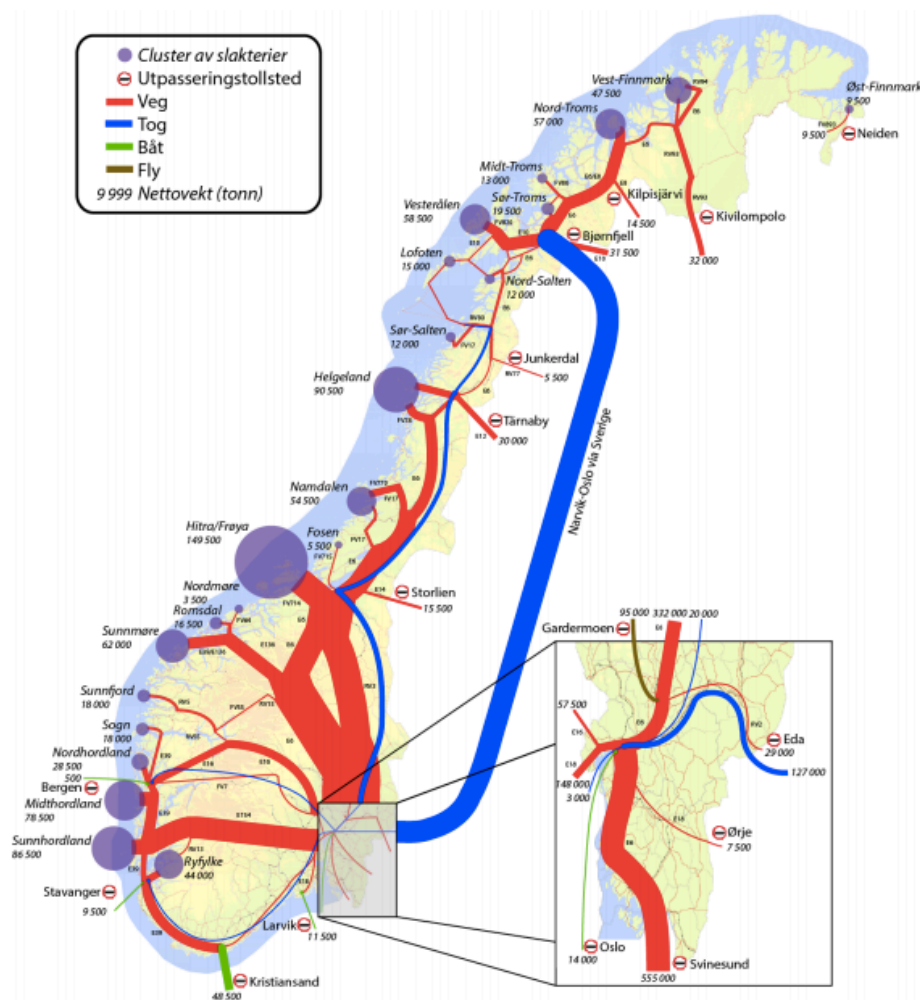 Cluster av slakterier
Utpasseringstollsted
Veg
Tog
Båt
Fly
9 999 Nettovekt (tonn)
Vest-Finnmark
47 500
Øst-Finnmark
9 500
9 500
Neiden
Nord-Troms
57 000
Midt-Troms
13 000
Kilpisjärvi
14 500
Kivilompolo
32 000
Sør-Troms
19 500
Vesterålen
58 500
Bjørnfjell
31 500
Lofoten
15 000
Nord-Salten
12 000
Sør-Salten
12 000
Junkerdal
5 500
Helgeland
90 500
Tärnaby
30 000
Narvik-Oslo via Sverige
Namdalen
54 500
Hitra/Frøya
149 500
Fosen
5 500
Storlien
15 500
Nordmøre
3 500
Romsdal
16 500
Sunnmøre
62 000
Sunnfjord
18 000
Sogn
18 000
Nordhordland
28 500
500
Bergen
Midthordland
78 500
Sunnhordland
86 500
Ryfylke
44 000
Stavanger
9 500
Larvik
11 500
Kristiansand
48 500
95 000
332 000
20 000
Gardermoen
57 500
Eda
29 000
127 000
148 000
3 000
Ørje
7 500
Oslo
14 000
Svinesund
555 000